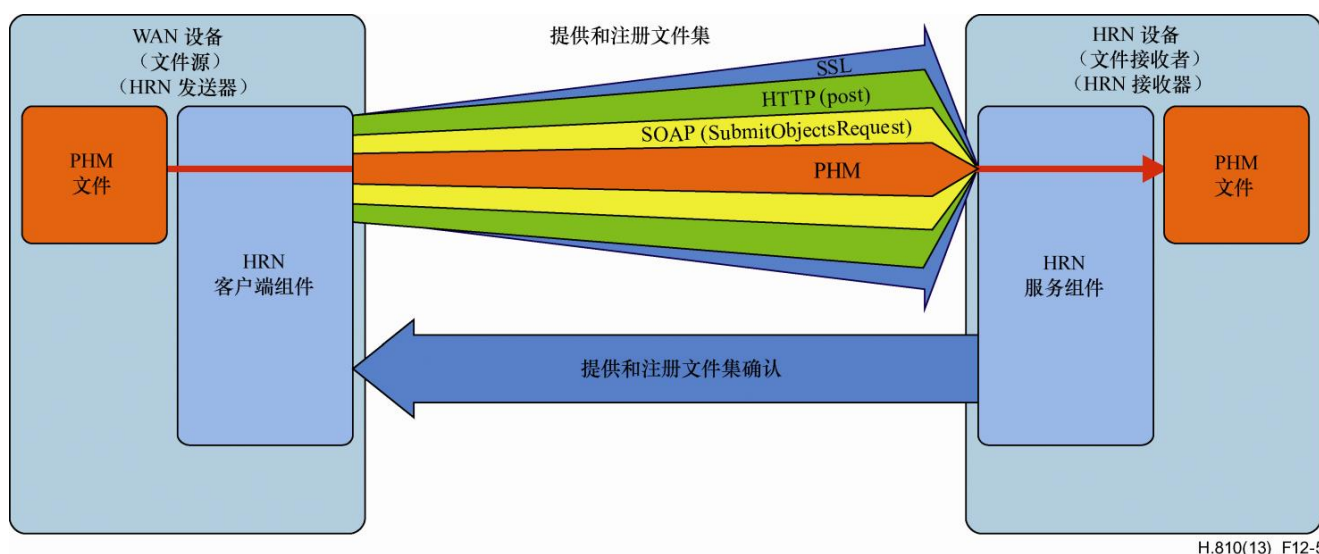 WAN 设备
（文件源）
（HRN 发送器）
PHM
文件
HRN
客户端组件
提供和注册文件集
SSL
HTTP (post)
SOAP (SubmitObjectsRequest)
PHM
提供和注册文件集确认
HRN 设备
（文件接收者）
（HRN 接收器）
HRN
服务组件
PHM
文件
H.810(13)_F12-5